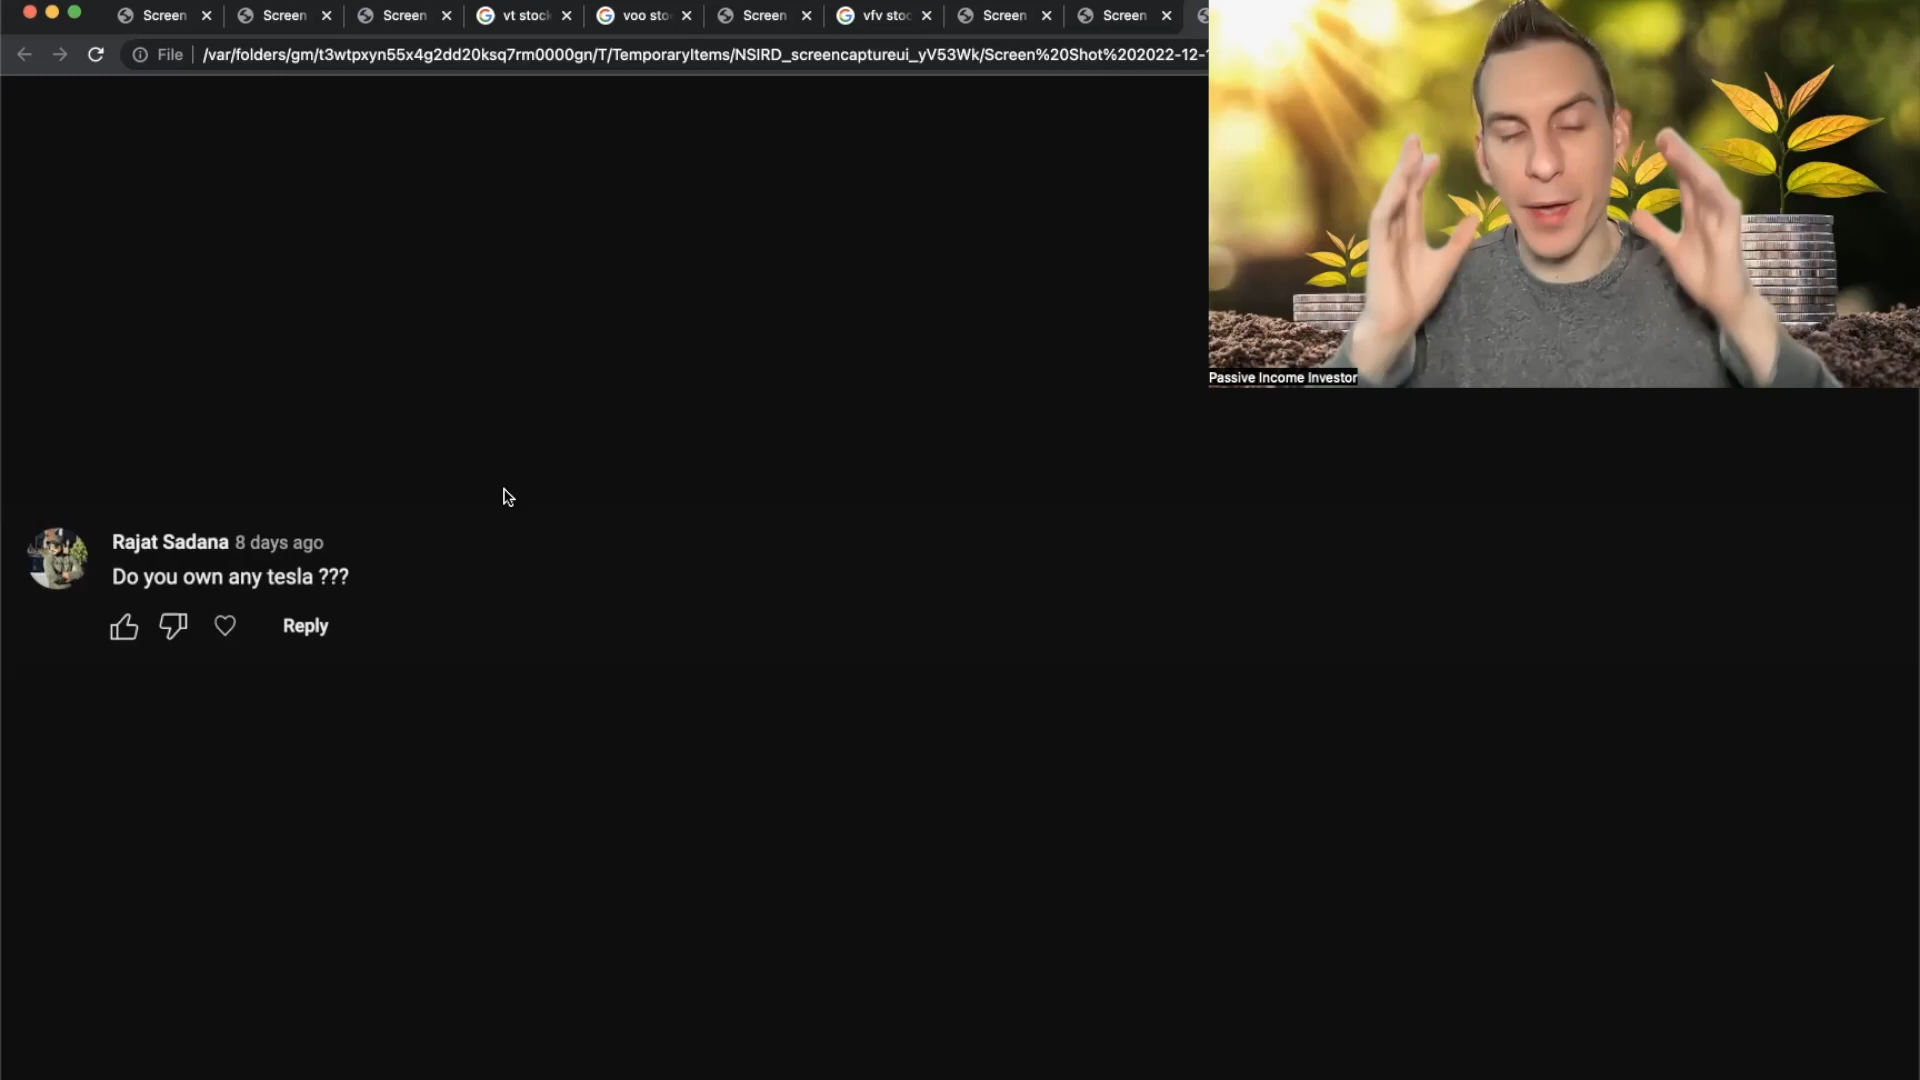 Screen
Screen
Screen
vt stock
voo sto
Screen
vfv stoc
Screen
Screen
File
/var/folders/gm/t3wtpxyn55x4g2dd20ksq7rm0000gn/T/TemporaryItems/NSIRD_screencaptureui_yV53Wk/Screen%20Shot%202022-12-1
Passive Income Investor
Rajat Sadana 8 days ago
Do you own any tesla ???
Reply